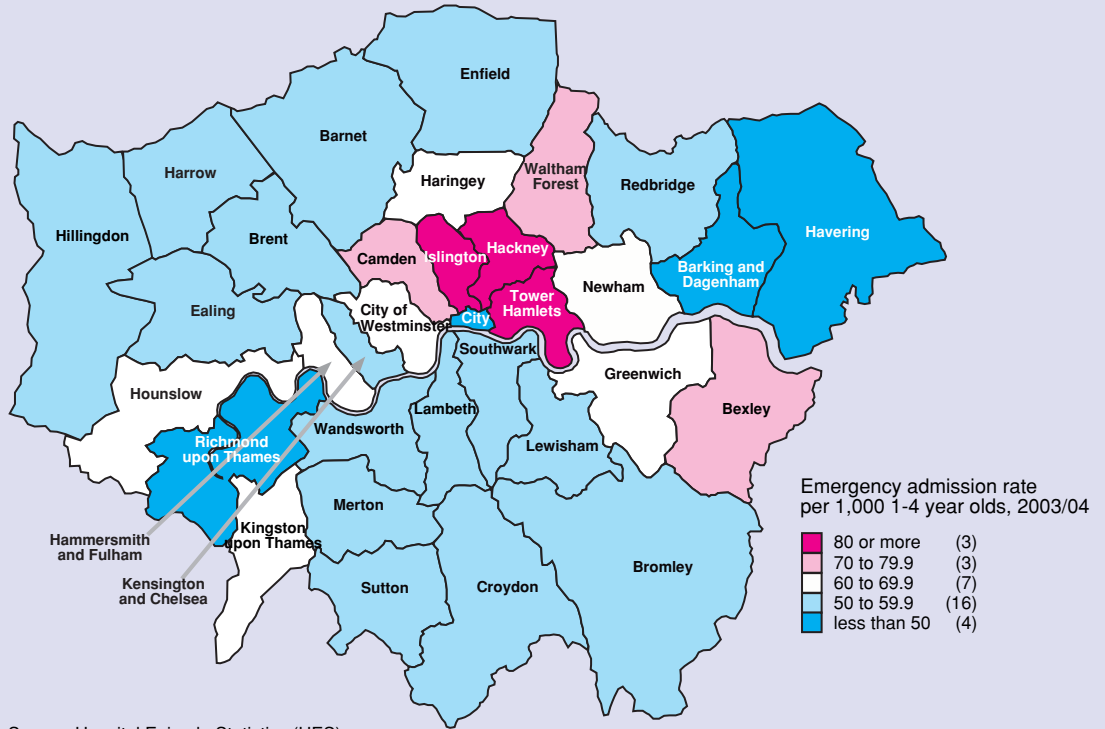 Enfield
Barnet
Harrow
Haringey
Waltham
Forest
Redbridge
Hillingdon
Brent
Camden
Islington
Hackney
Havering
Barking and
Dagenham
Newham
Tower
Hamlets
Ealing
City of
Westminster
City
Southwark
Greenwich
Hounslow
Lambeth
Bexley
Wandsworth
Richmond
upon Thames
Lewisham
Merton
Kingston
upon Thames
Hammersmith
and Fulham
Kensington
and Chelsea
Sutton
Croydon
Bromley
Emergency admission rate
per 1,000 1-4 year olds, 2003/04
80 or more (3)
70 to 79.9 (3)
60 to 69.9 (7)
50 to 59.9 (16)
less than 50 (4)